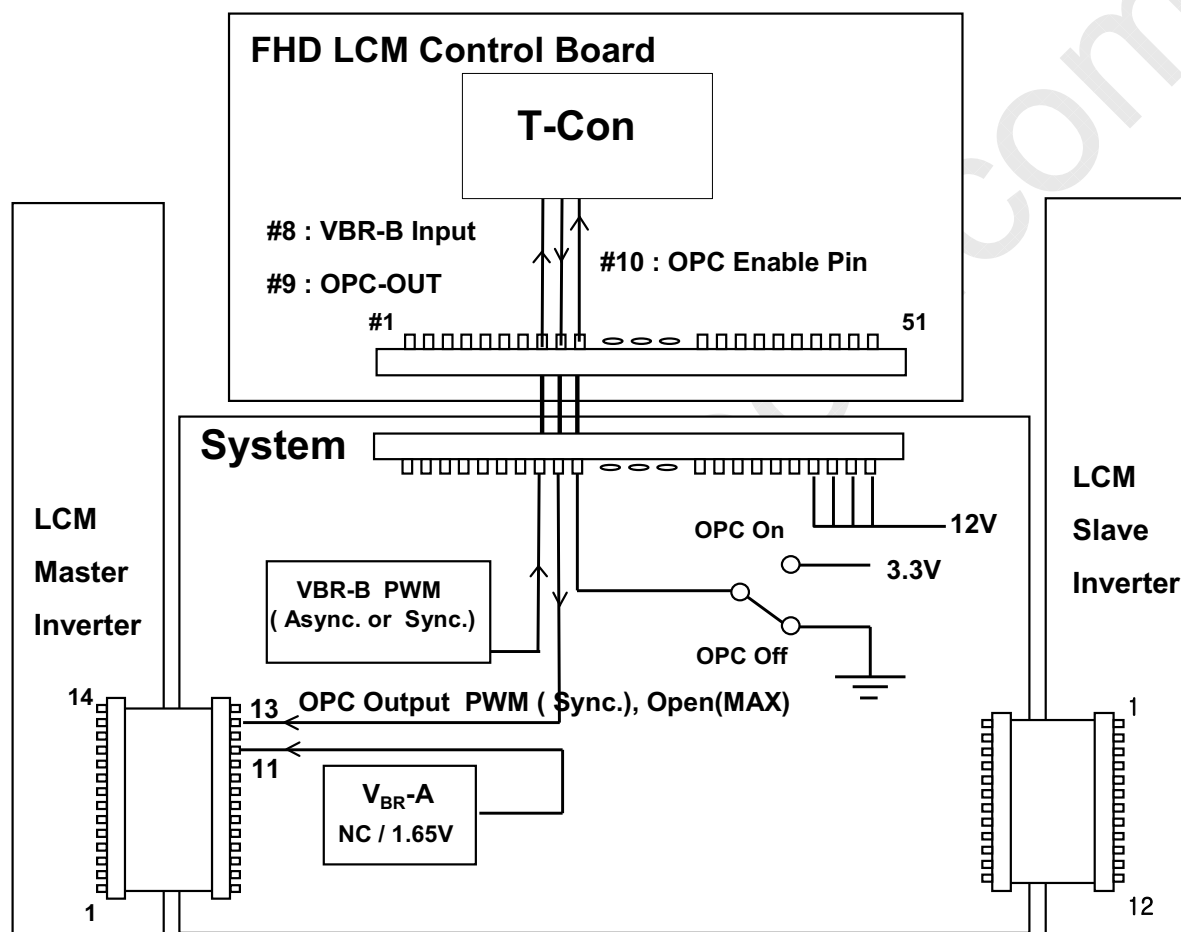 FHD LCM Control Board
T-Con
#8 : VBR-B Input
#9 : OPC-OUT
#10 : OPC Enable Pin
#1
51
System
LCM
Master
Inverter
LCM
Slave
Inverter
12V
OPC On
3.3V
VBR-B PWM
( Async. or Sync.)
OPC Off
14
13
OPC Output PWM ( Sync.), Open(MAX)
11
VBR-A
NC / 1.65V
1
1
12
com